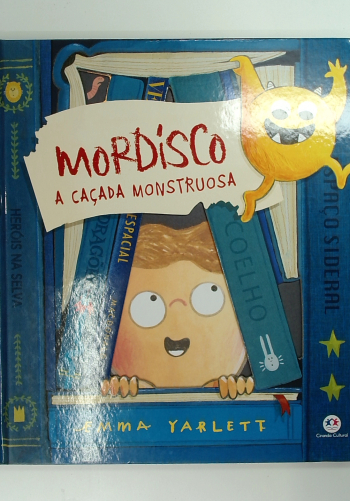 MORDISCO
A CAÇADA MONSTRUOSA
HERÓIS NA SELVA
ESPACIAL
COELHO
ESPAÇO SIDERAL
EMMA YARLETT
Ciranda Cultural